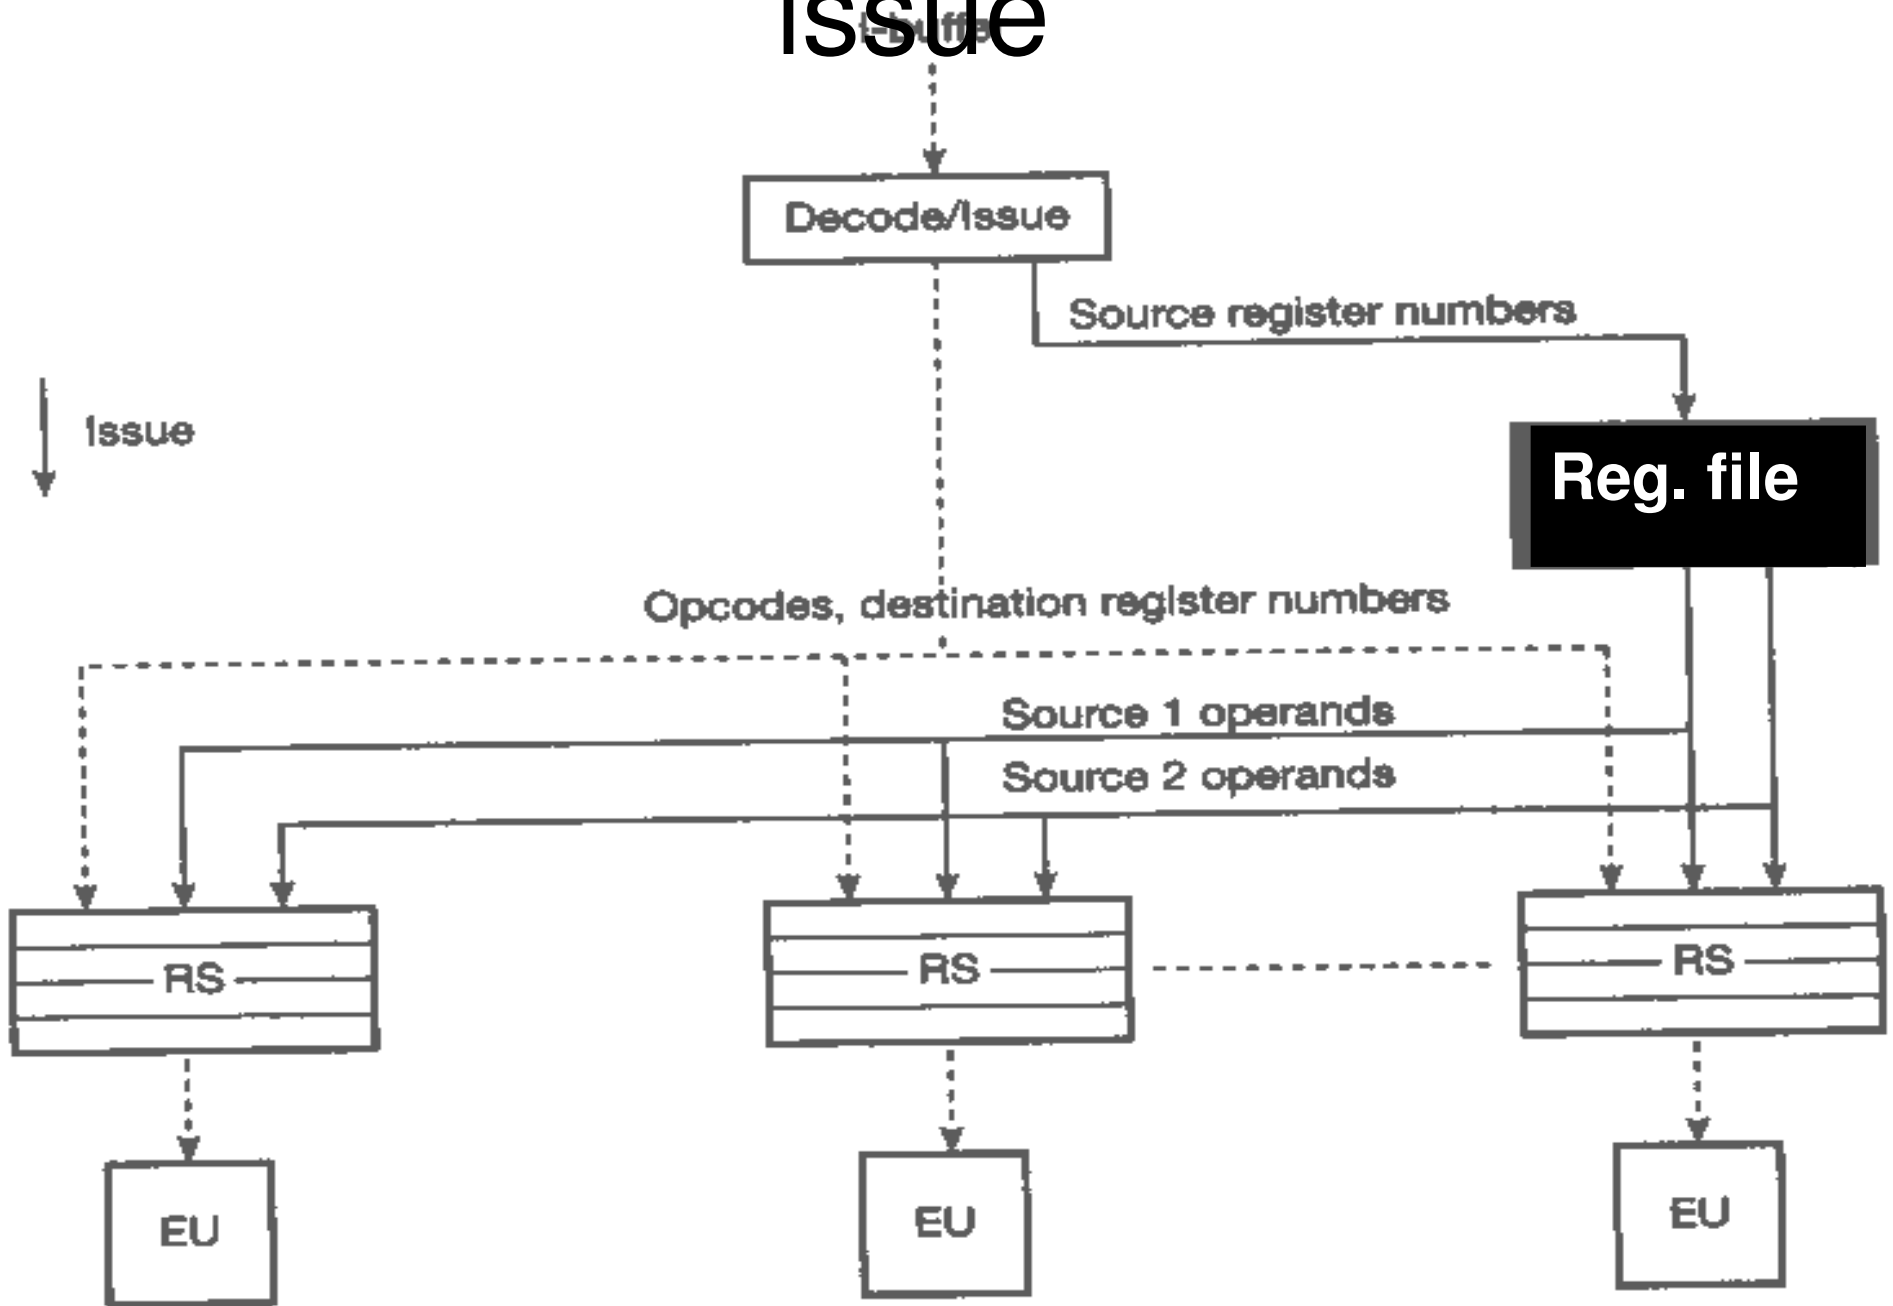 Issue
I-buffer
Decode/Issue
Source register numbers
Issue
Reg. file
Opcodes, destination register numbers
Source 1 operands
Source 2 operands
RS
RS
RS
EU
EU
EU